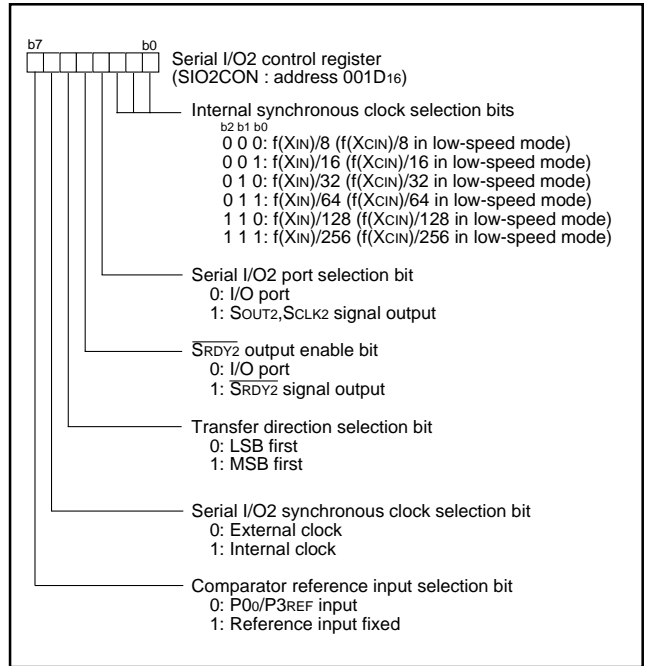 b7 b0
Serial I/O2 control register
(SIO2CON : address 001D16)
Internal synchronous clock selection bits
b2 b1 b0
0 0 0: f(XIN)/8 (f(XCIN)/8 in low-speed mode)
0 0 1: f(XIN)/16 (f(XCIN)/16 in low-speed mode)
0 1 0: f(XIN)/32 (f(XCIN)/32 in low-speed mode)
0 1 1: f(XIN)/64 (f(XCIN)/64 in low-speed mode)
1 1 0: f(XIN)/128 (f(XCIN)/128 in low-speed mode)
1 1 1: f(XIN)/256 (f(XCIN)/256 in low-speed mode)
Serial I/O2 port selection bit
0: I/O port
1: SOUT2,SCLK2 signal output
SRDY2 output enable bit
0: I/O port
1: SRDY2 signal output
Transfer direction selection bit
0: LSB first
1: MSB first
Serial I/O2 synchronous clock selection bit
0: External clock
1: Internal clock
Comparator reference input selection bit
0: P00/P3REF input
1: Reference input fixed